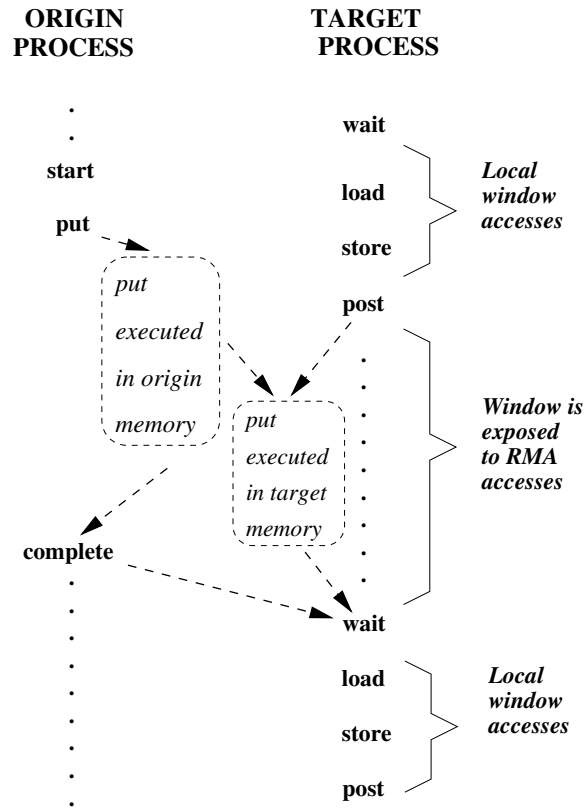 ORIGIN
PROCESS
TARGET
PROCESS
wait
start
load
Local
window
accesses
put
store
put
executed
in origin
memory
post
put
executed
in target
memory
Window is
exposed
to RMA
accesses
complete
wait
load
store
post
Local
window
accesses